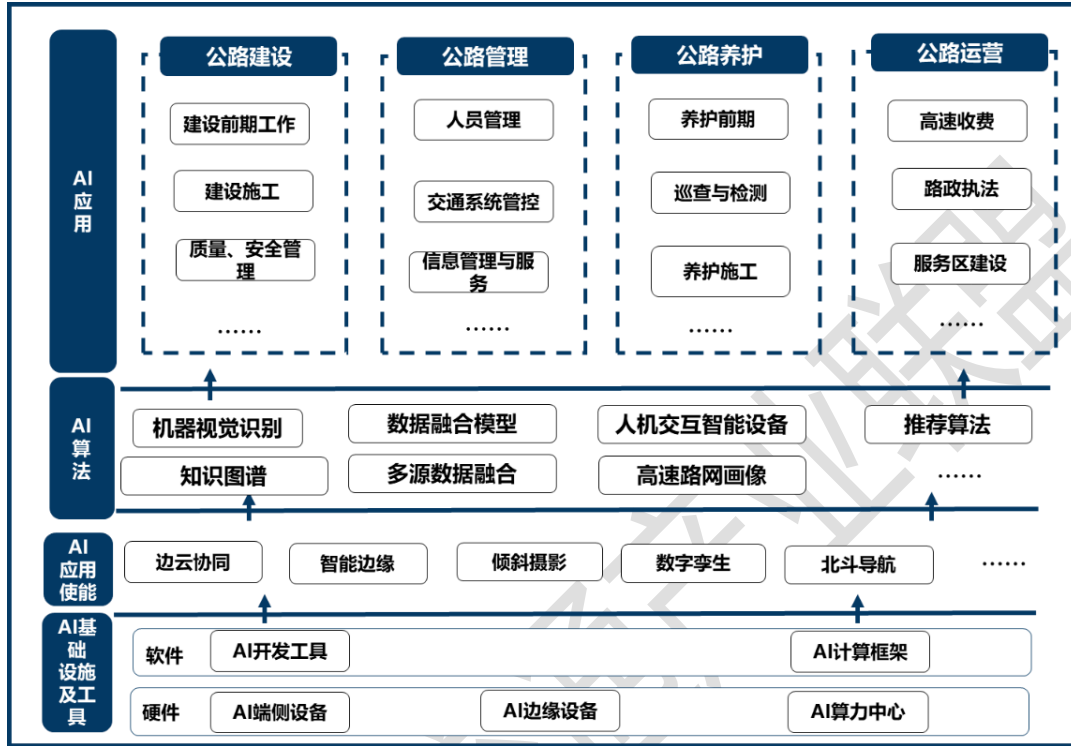 公路建设
公路管理
公路养护
公路运营
AI
应
用
建设前期工作
人员管理
养护前期
高速收费
建设施工
交通系统管控
巡查与检测
路政执法
质量、安全管
理
信息管理与服
务
养护施工
服务区建设
……
……
……
……
AI
算
法
机器视觉识别
数据融合模型
人机交互智能设备
推荐算法
知识图谱
多源数据融合
高速路网画像
……
AI
应用
使能
边云协同
智能边缘
倾斜摄影
数字孪生
北斗导航
……
AI基
础
设施
及工
具
软件
AI开发工具
AI计算框架
硬件
AI端侧设备
AI边缘设备
AI算力中心
产业联盟